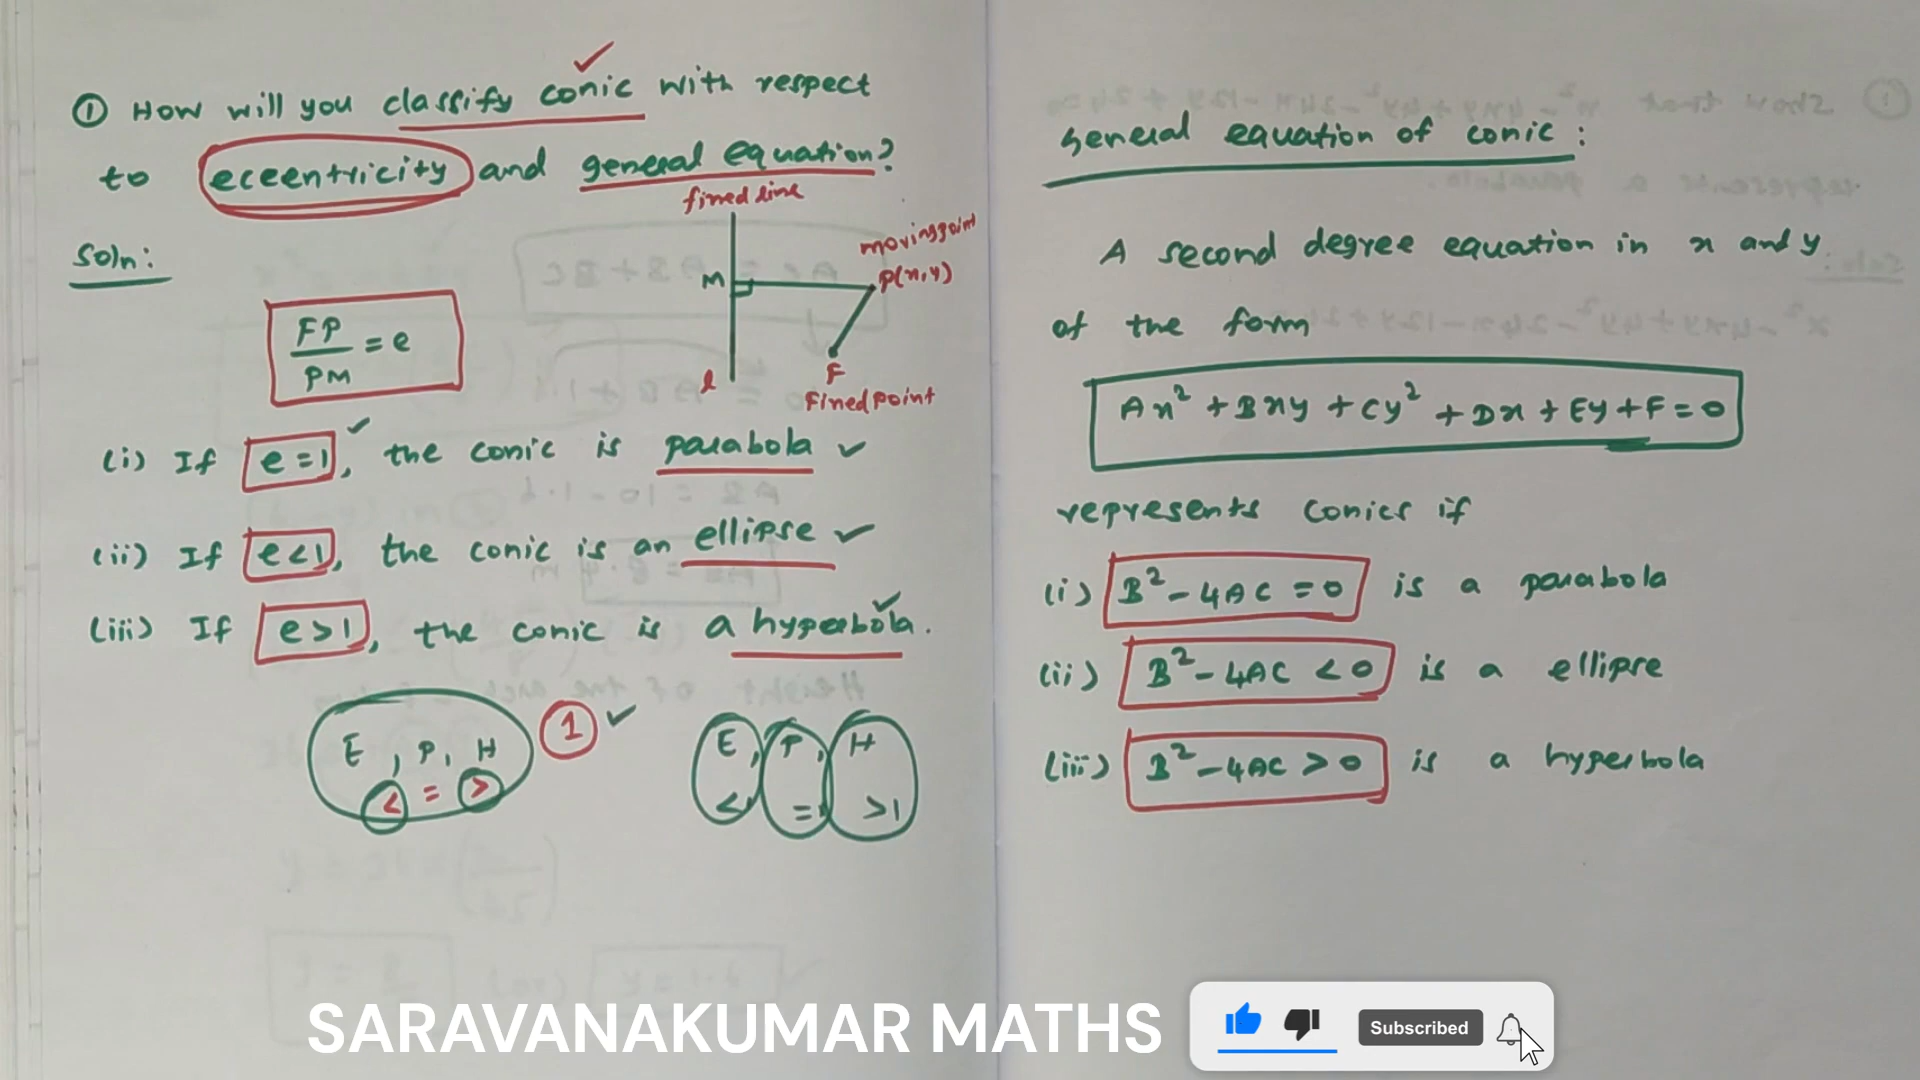 ① How will you classify conic with respect
to eceentricity and general equation?
Soln:
fixed line
moving point
M
P(x,y)
FP/PM = e
l
F
Fixed point
(i) If e=1, the conic is parabola
(ii) If e<1, the conic is an ellipse
(iii) If e>1, the conic is a hyperbola.
E, P, H ①
< = >
E, P, H
<1 =1 >1
General equation of conic:
A second degree equation in x and y
of the form
Ax² + Bxy + Cy² + Dx + Ey + F = 0
represents conics if
(i) B² - 4AC = 0 is a parabola
(ii) B² - 4AC < 0 is a ellipse
(iii) B² - 4AC > 0 is a hyperbola
SARAVANAKUMAR MATHS
Subscribed